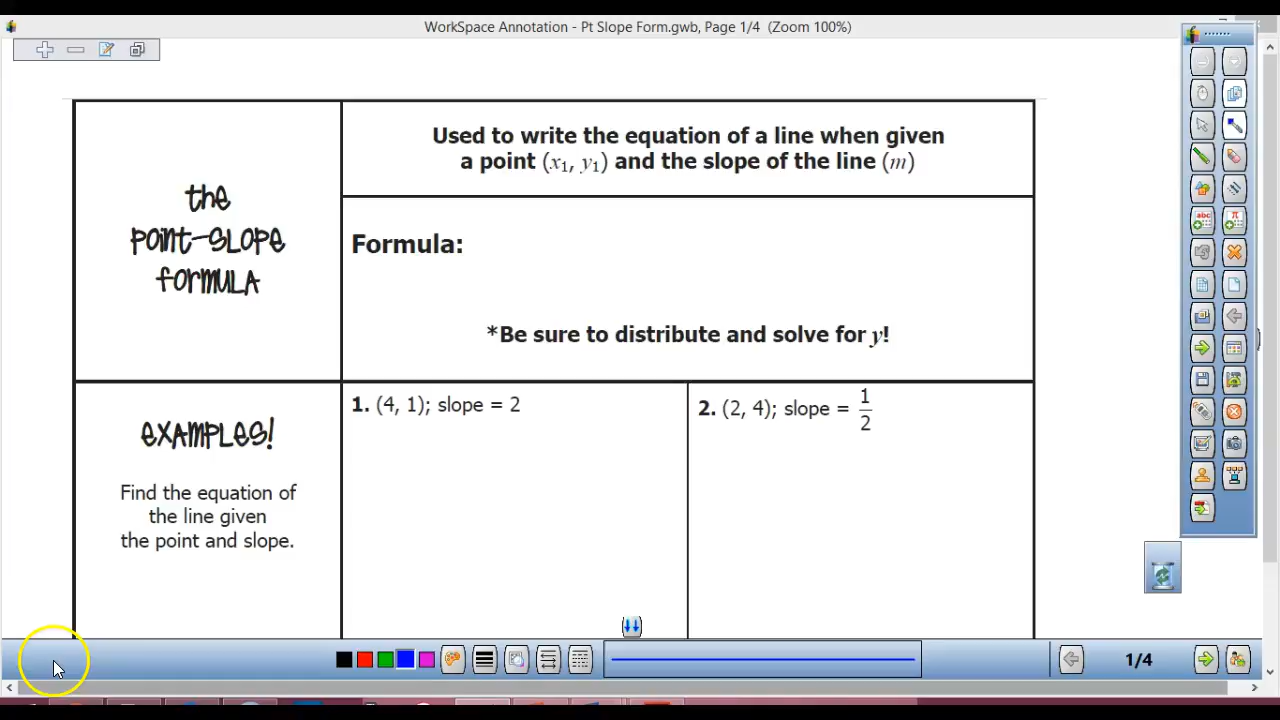 WorkSpace Annotation - Pt Slope Form.gwb, Page 1/4 (Zoom 100%)
the
POINT-SLOPE
FORMULA
Used to write the equation of a line when given
a point (x₁, y₁) and the slope of the line (m)
Formula:
*Be sure to distribute and solve for y!
EXAMPLES!
Find the equation of
the line given
the point and slope.
1. (4, 1); slope = 2
2. (2, 4); slope = 1/2
abc
π
1/4